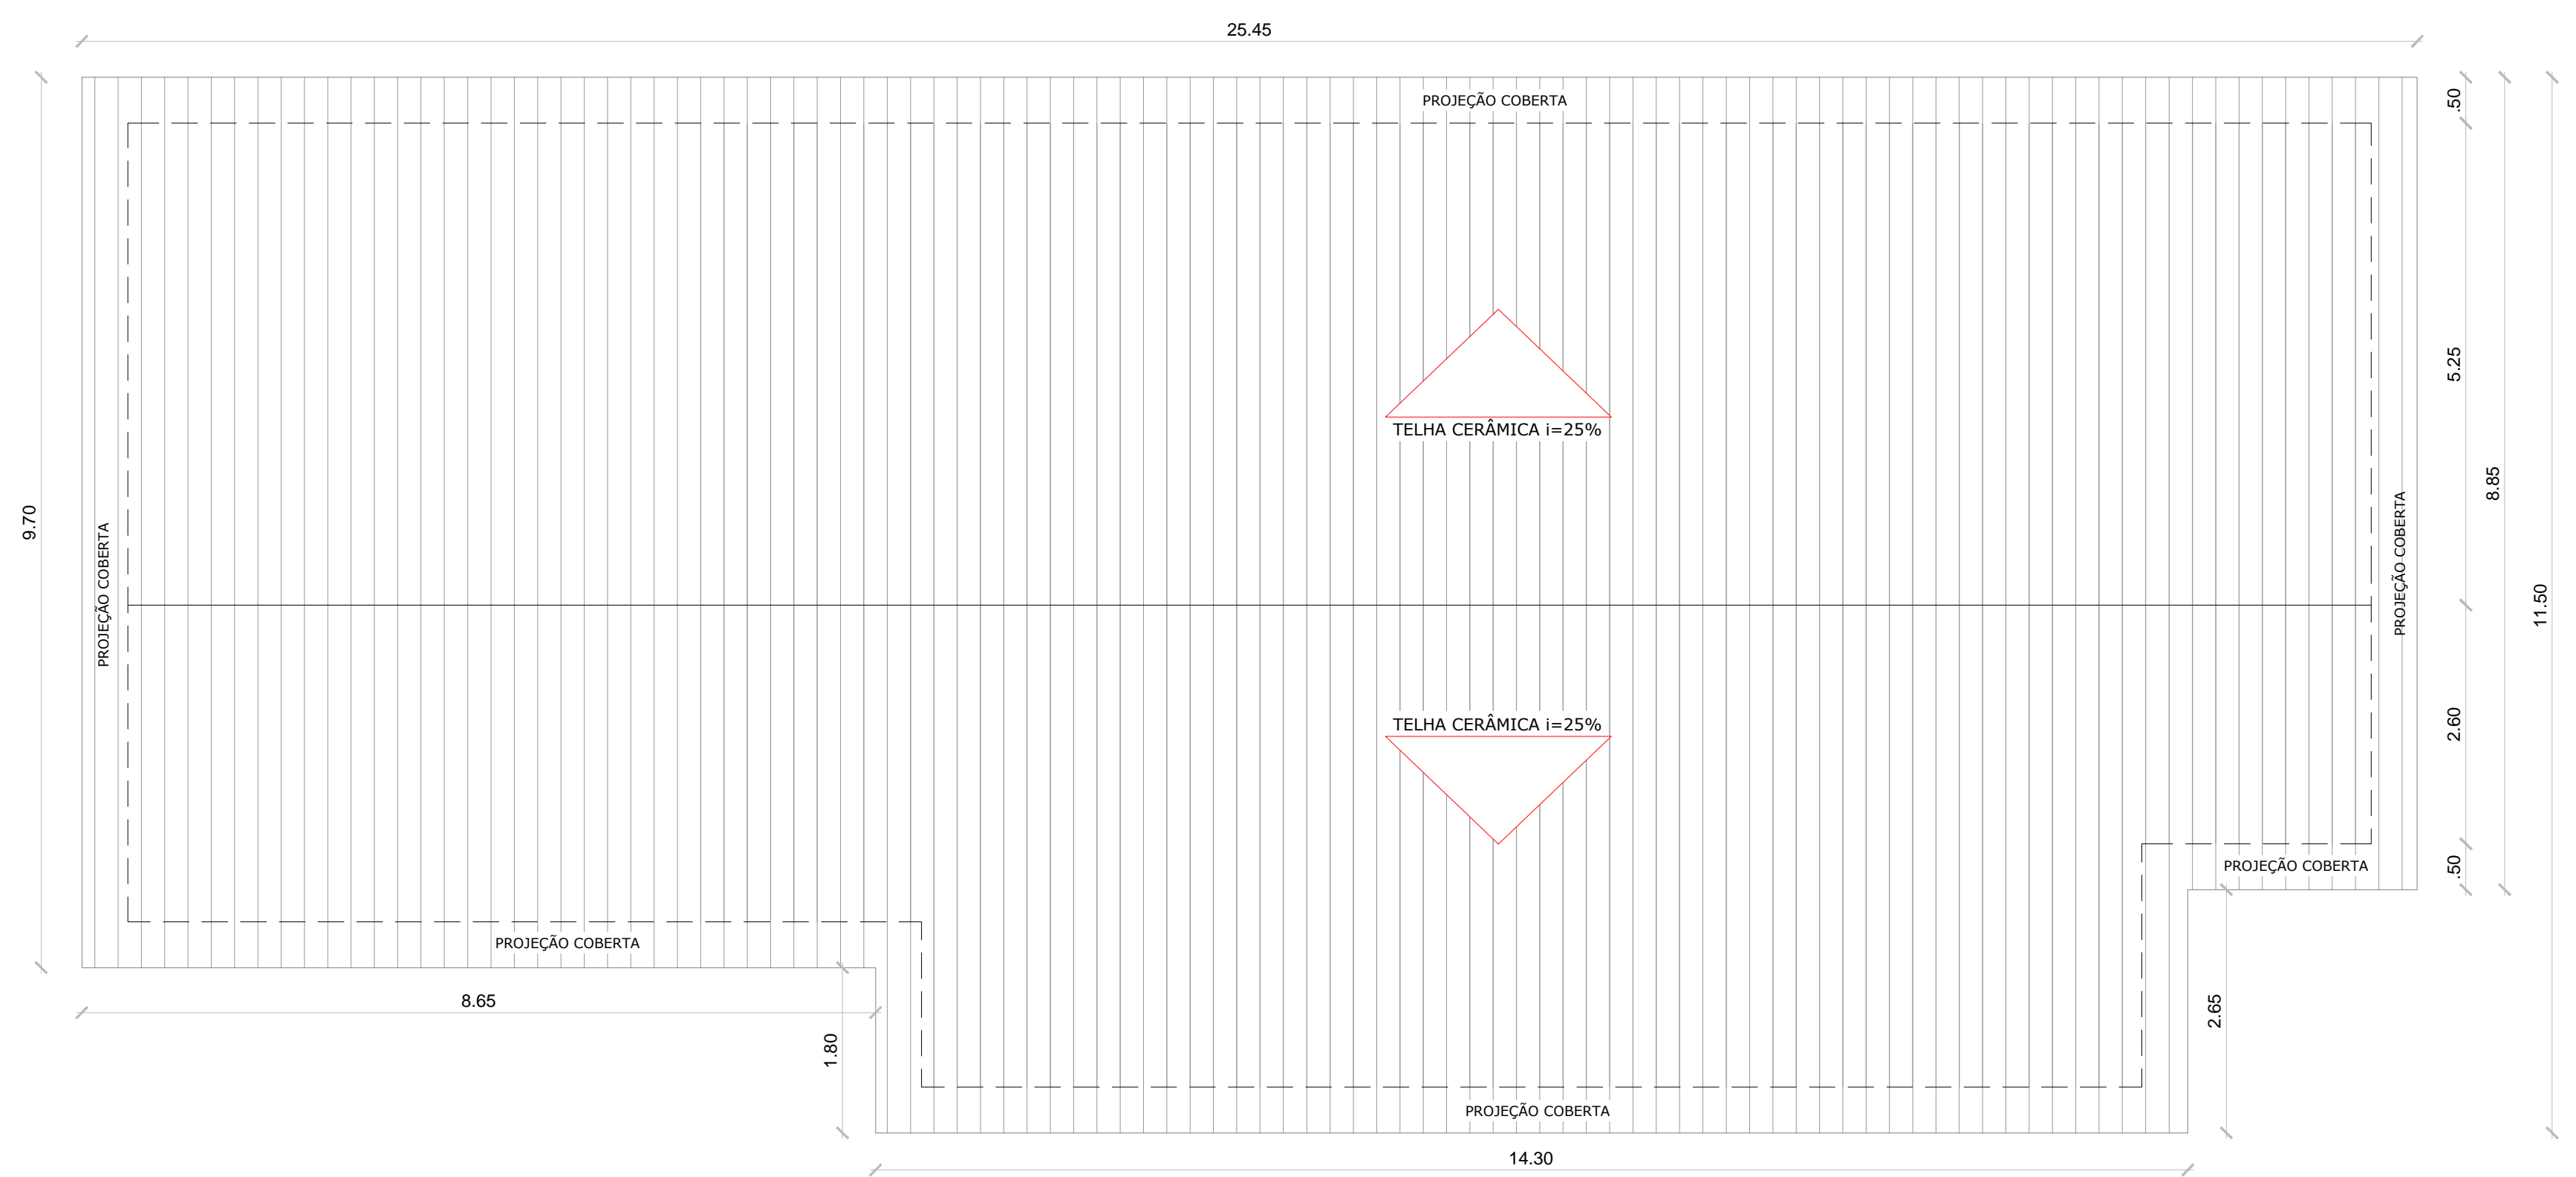 25.45
PROJEÇÃO COBERTA
.50
5.25
TELHA CERÂMICA i=25%
8.85
9.70
PROJEÇÃO COBERTA
PROJEÇÃO COBERTA
11.50
TELHA CERÂMICA i=25%
2.60
PROJEÇÃO COBERTA
.50
PROJEÇÃO COBERTA
8.65
2.65
1.80
PROJEÇÃO COBERTA
14.30